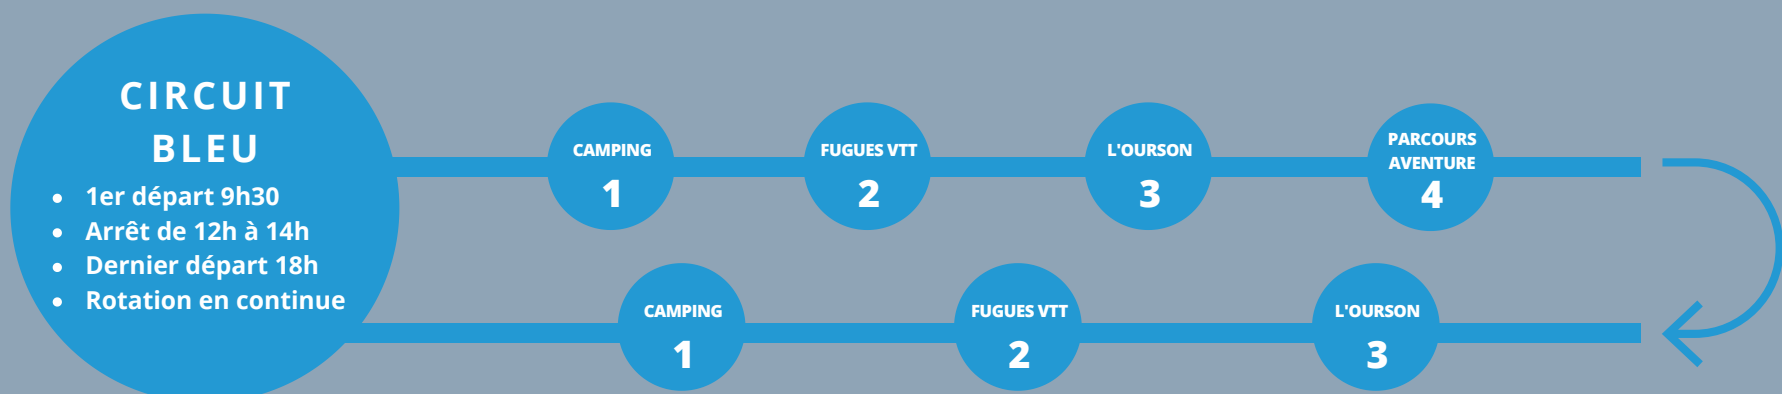 CIRCUIT
BLEU
• 1er départ 9h30
• Arrêt de 12h à 14h
• Dernier départ 18h
• Rotation en continue
CAMPING
1
FUGUES VTT
2
L'OURSON
3
PARCOURS
AVENTURE
4
CAMPING
1
FUGUES VTT
2
L'OURSON
3